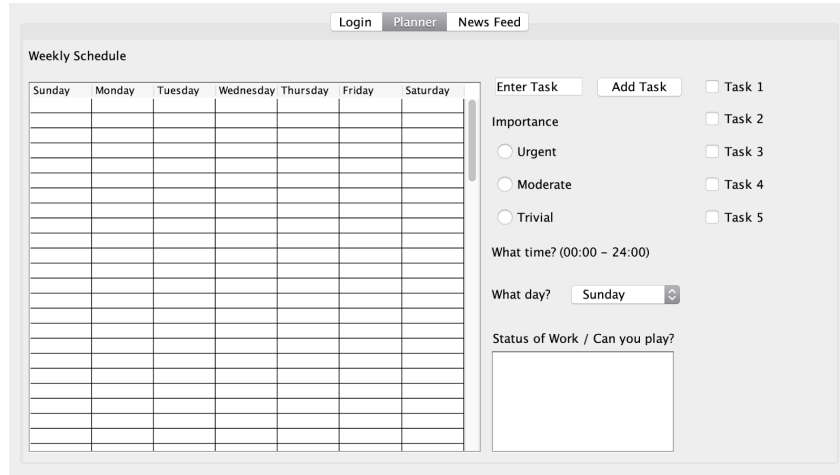 Login Planner News Feed
Weekly Schedule
Sunday Monday Tuesday Wednesday Thursday Friday Saturday
Enter Task Add Task
Importance
Urgent
Moderate
Trivial
What time? (00:00 – 24:00)
What day? Sunday
Status of Work / Can you play?
Task 1
Task 2
Task 3
Task 4
Task 5